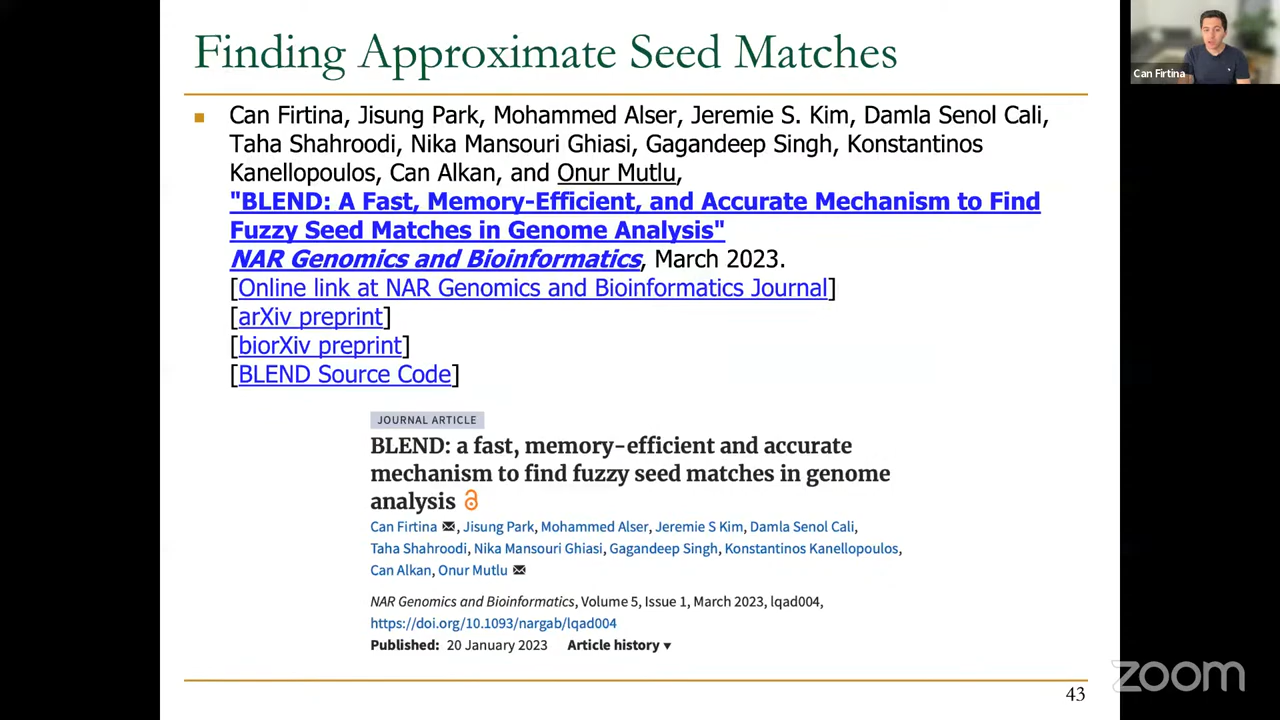 Finding Approximate Seed Matches
Can Firtina, Jisung Park, Mohammed Alser, Jeremie S. Kim, Damla Senol Cali,
Taha Shahroodi, Nika Mansouri Ghiasi, Gagandeep Singh, Konstantinos
Kanellopoulos, Can Alkan, and Onur Mutlu,
"BLEND: A Fast, Memory-Efficient, and Accurate Mechanism to Find
Fuzzy Seed Matches in Genome Analysis"
NAR Genomics and Bioinformatics, March 2023.
[Online link at NAR Genomics and Bioinformatics Journal]
[arXiv preprint]
[biorXiv preprint]
[BLEND Source Code]
JOURNAL ARTICLE
BLEND: a fast, memory-efficient and accurate
mechanism to find fuzzy seed matches in genome
analysis
Can Firtina, Jisung Park, Mohammed Alser, Jeremie S Kim, Damla Senol Cali,
Taha Shahroodi, Nika Mansouri Ghiasi, Gagandeep Singh, Konstantinos Kanellopoulos,
Can Alkan, Onur Mutlu
NAR Genomics and Bioinformatics, Volume 5, Issue 1, March 2023, lqad004,
https://doi.org/10.1093/nargab/lqad004
Published: 20 January 2023 Article history
43
Can Firtina
zoom